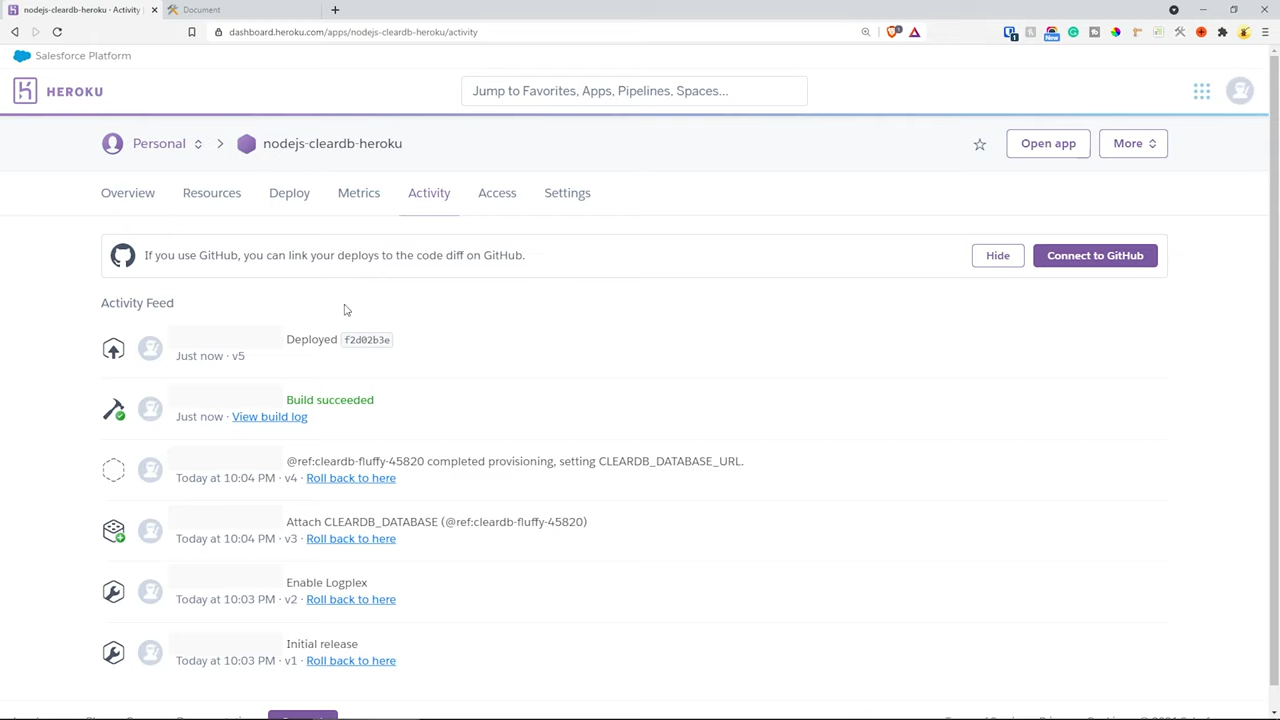 nodejs-cleardb-heroku · Activity
Document
dashboard.heroku.com/apps/nodejs-cleardb-heroku/activity
New
Salesforce Platform
HEROKU
Jump to Favorites, Apps, Pipelines, Spaces...
Personal
nodejs-cleardb-heroku
Open app
More
Overview
Resources
Deploy
Metrics
Activity
Access
Settings
If you use GitHub, you can link your deploys to the code diff on GitHub.
Hide
Connect to GitHub
Activity Feed
Deployed f2d02b3e
Just now · v5
Build succeeded
Just now · View build log
@ref:cleardb-fluffy-45820 completed provisioning, setting CLEARDB_DATABASE_URL.
Today at 10:04 PM · v4 · Roll back to here
Attach CLEARDB_DATABASE (@ref:cleardb-fluffy-45820)
Today at 10:04 PM · v3 · Roll back to here
Enable Logplex
Today at 10:03 PM · v2 · Roll back to here
Initial release
Today at 10:03 PM · v1 · Roll back to here